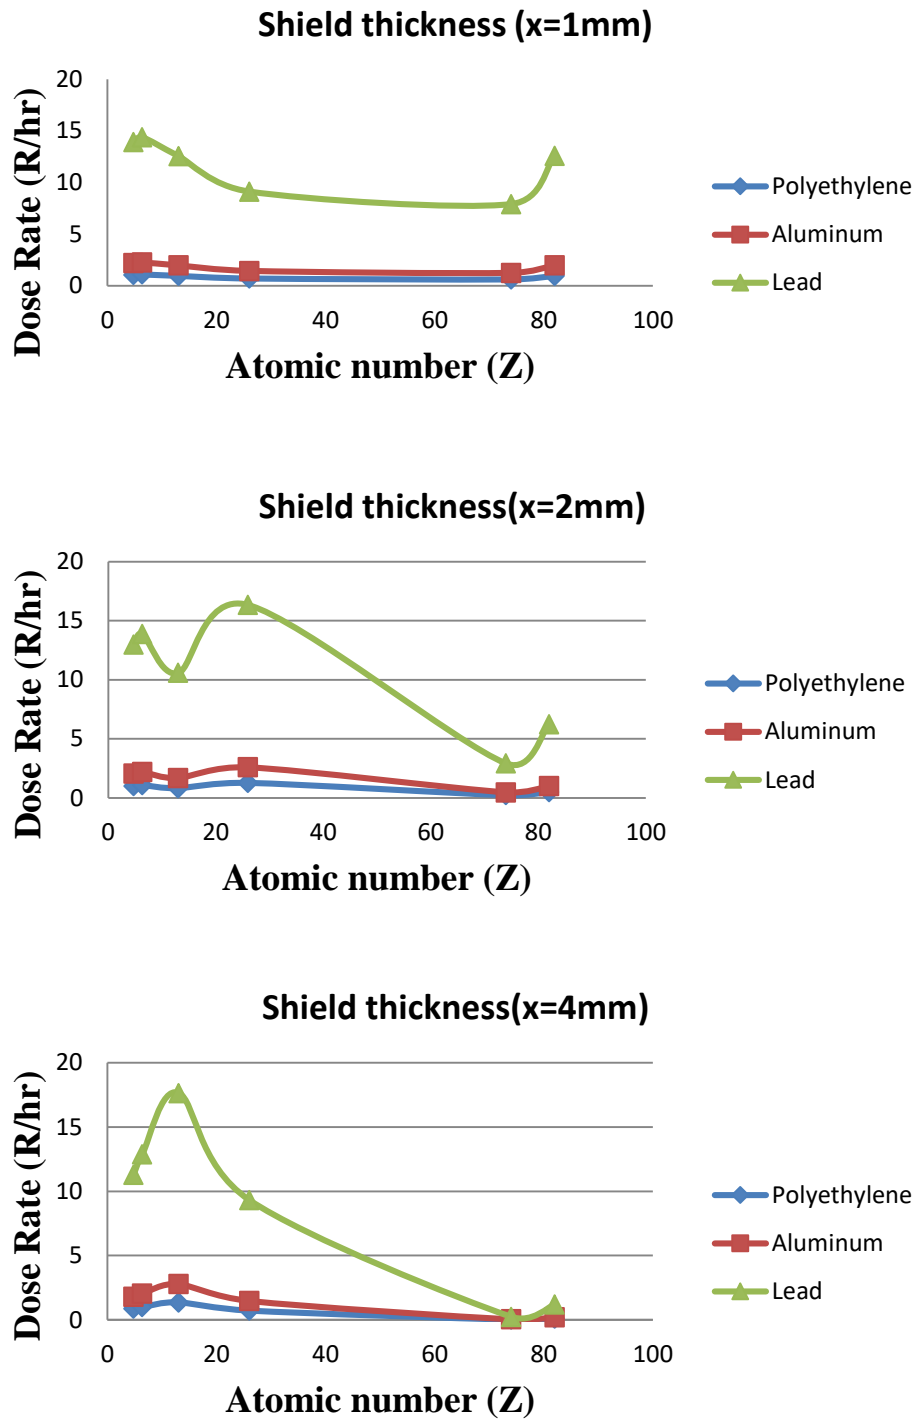 Shield thickness (x=1mm)
20
15
10
5
0
0 20 40 60 80 100
Dose Rate (R/hr)
Atomic number (Z)
Polyethylene
Aluminum
Lead
Shield thickness(x=2mm)
20
15
10
5
0
0 20 40 60 80 100
Dose Rate (R/hr)
Atomic number (Z)
Polyethylene
Aluminum
Lead
Shield thickness(x=4mm)
20
15
10
5
0
0 20 40 60 80 100
Dose Rate (R/hr)
Atomic number (Z)
Polyethylene
Aluminum
Lead